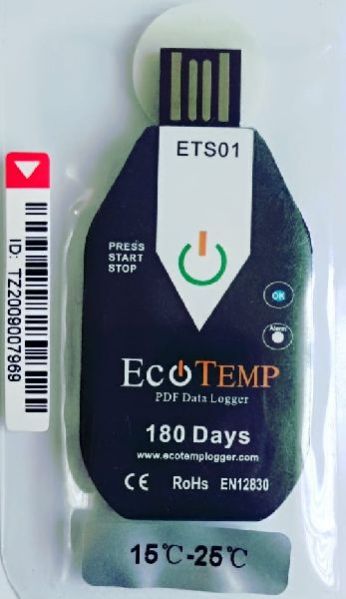 ETS01
PRESS
START
STOP
OK
Alarm
ID: TZ2009007969
ECOTEMP
PDF Data Logger
180 Days
www.ecotemplogger.com
CE RoHs EN12830
15℃-25℃